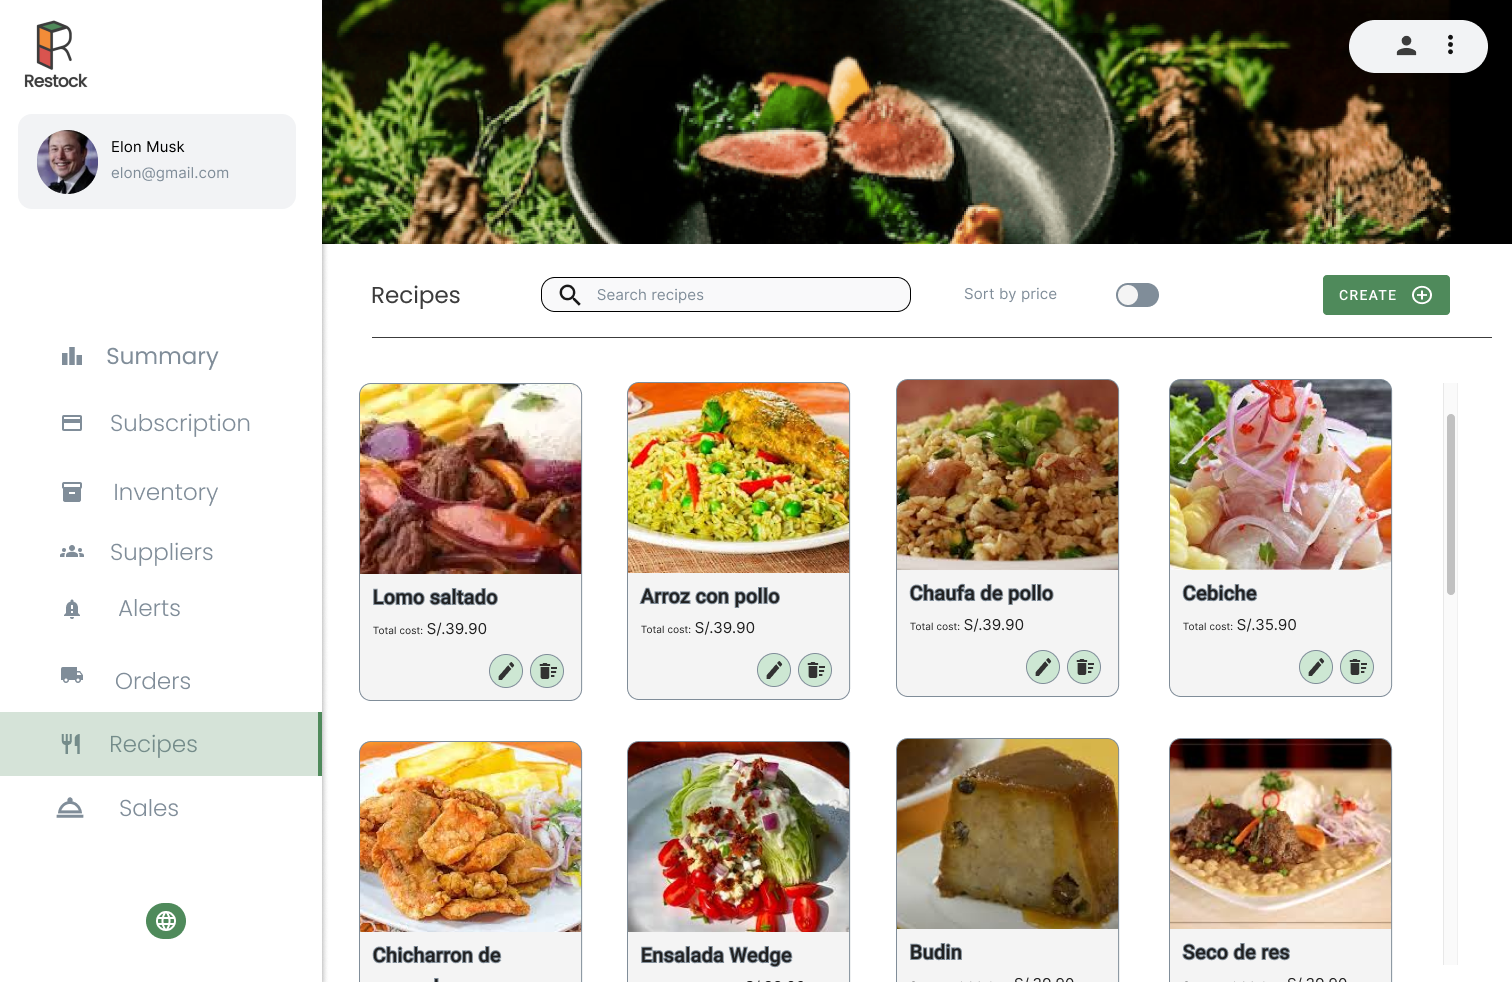 Restock
Elon Musk
elon@gmail.com
Summary
Subscription
Inventory
Suppliers
Alerts
Orders
Recipes
Sales
Recipes
Search recipes
Sort by price
CREATE
Lomo saltado
Total cost: S/.39.90
Arroz con pollo
Total cost: S/.39.90
Chaufa de pollo
Total cost: S/.39.90
Cebiche
Total cost: S/.35.90
Chicharron de
Ensalada Wedge
Budin
Seco de res